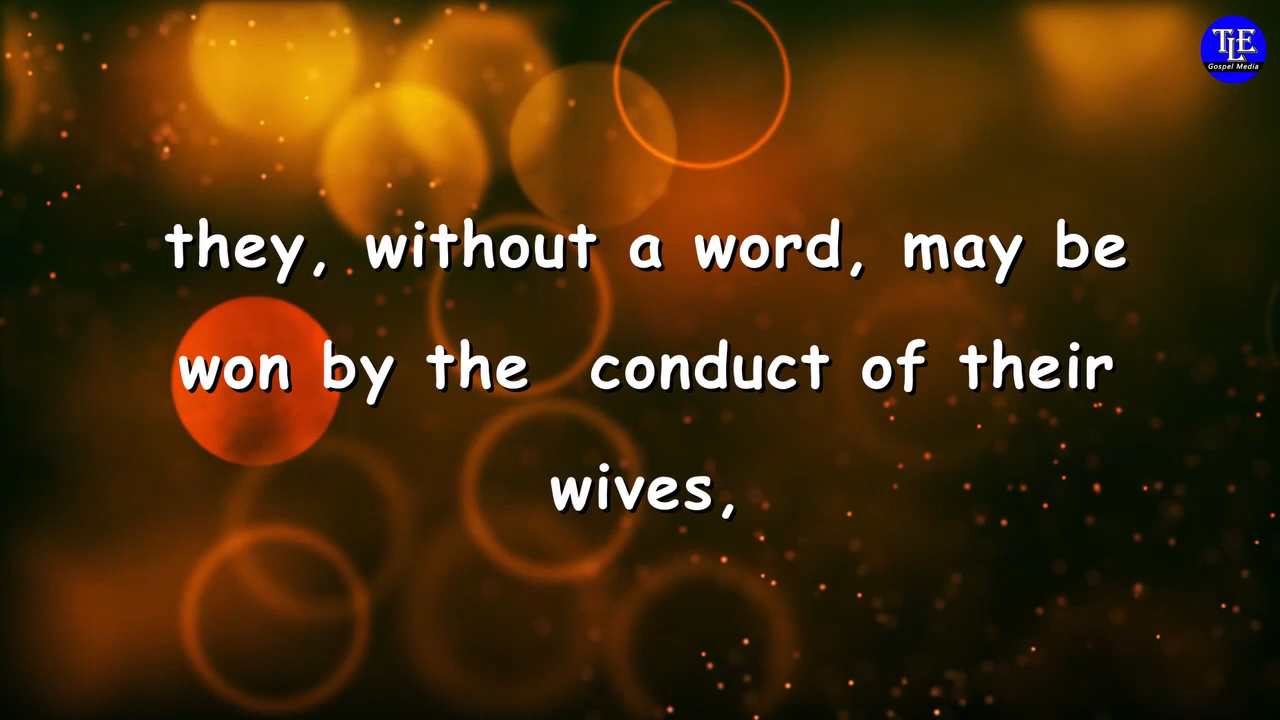 TLE
Gospel Media
they, without a word, may be
won by the  conduct of their
wives,